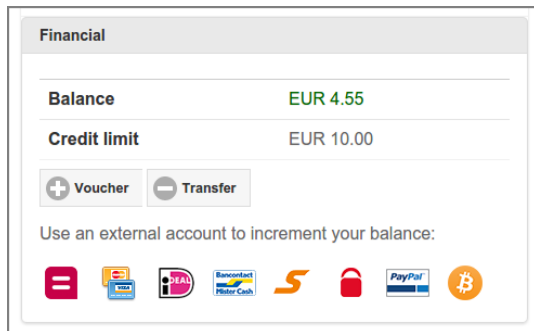 Financial
Balance EUR 4.55
Credit limit EUR 10.00
Voucher Transfer
Use an external account to increment your balance:
iDEAL Bancontact PayPal
VISA Mister Cash